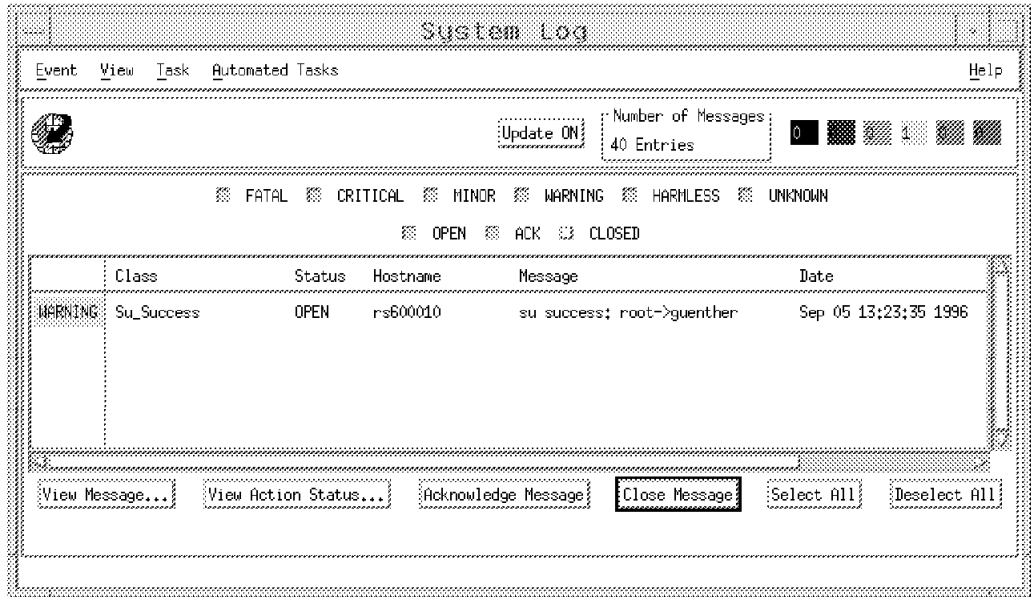 System Log
Event View Task Automated Tasks Help
Update ON
Number of Messages
40 Entries
0 1
FATAL CRITICAL MINOR WARNING HARMLESS UNKNOWN
OPEN ACK CLOSED
Class Status Hostname Message Date
WARNING Su_Success OPEN rs600010 su success; root->guenther Sep 05 13:23:35 1996
View Message... View Action Status... Acknowledge Message Close Message Select All Deselect All